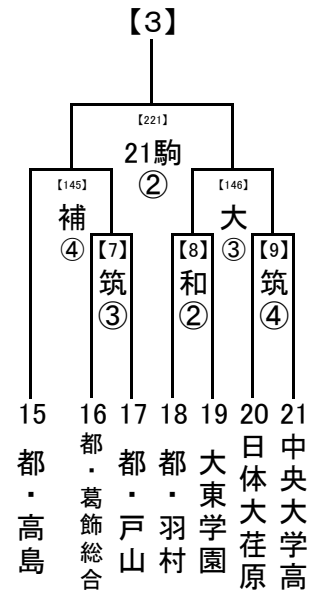 【3】
【221】
21駒
②
【145】
補
④
【146】
大
③
【7】
筑
③
【8】
和
②
【9】
筑
④
15
都・高島
16
都・葛飾総合
17
都・戸山
18
都・羽村
19
大東学園
20
日体大荏原
21
中央大学高